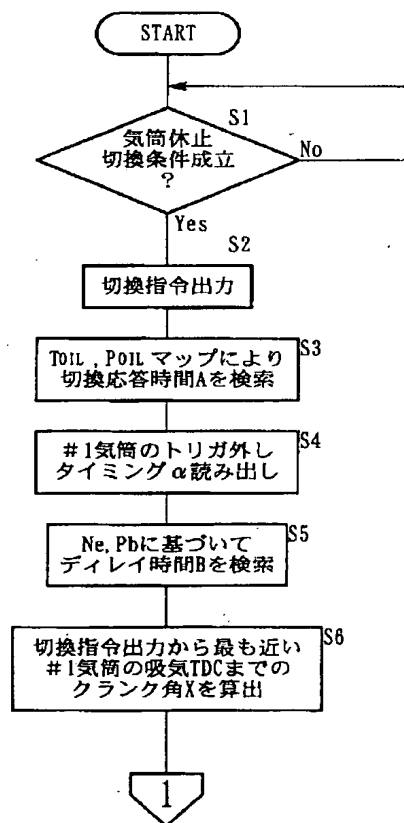 START
S1
気筒休止
切換条件成立
?
No
Yes
S2
切換指令出力
S3
TOIL , POIL マップにより
切換応答時間Aを検索
S4
#1気筒のトリガ外し
タイミングα読み出し
S5
Ne, Pbに基づいて
ディレイ時間Bを検索
S6
切換指令出力から最も近い
#1気筒の吸気TDCまでの
クランク角Xを算出
1